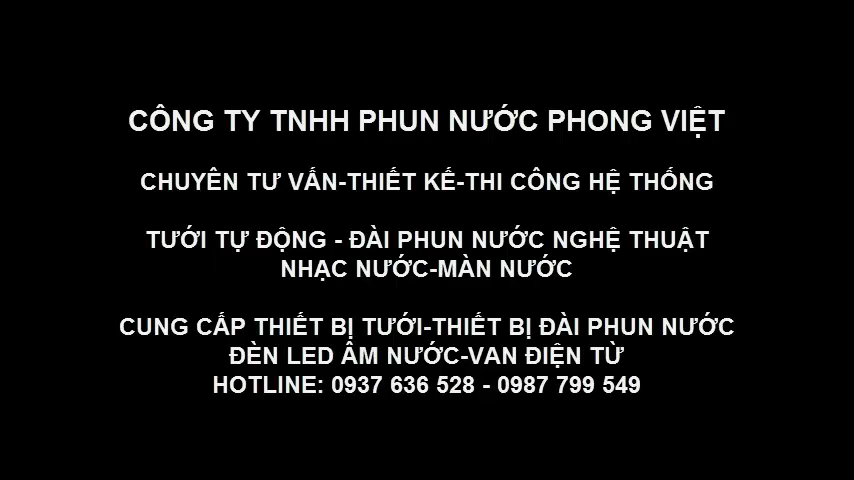 CÔNG TY TNHH PHUN NƯỚC PHONG VIỆT
CHUYÊN TƯ VẤN-THIẾT KẾ-THI CÔNG HỆ THỐNG
TƯỚI TỰ ĐỘNG - ĐÀI PHUN NƯỚC NGHỆ THUẬT
NHẠC NƯỚC-MÀN NƯỚC
CUNG CẤP THIẾT BỊ TƯỚI-THIẾT BỊ ĐÀI PHUN NƯỚC
ĐÈN LED ÂM NƯỚC-VAN ĐIỆN TỪ
HOTLINE: 0937 636 528 - 0987 799 549